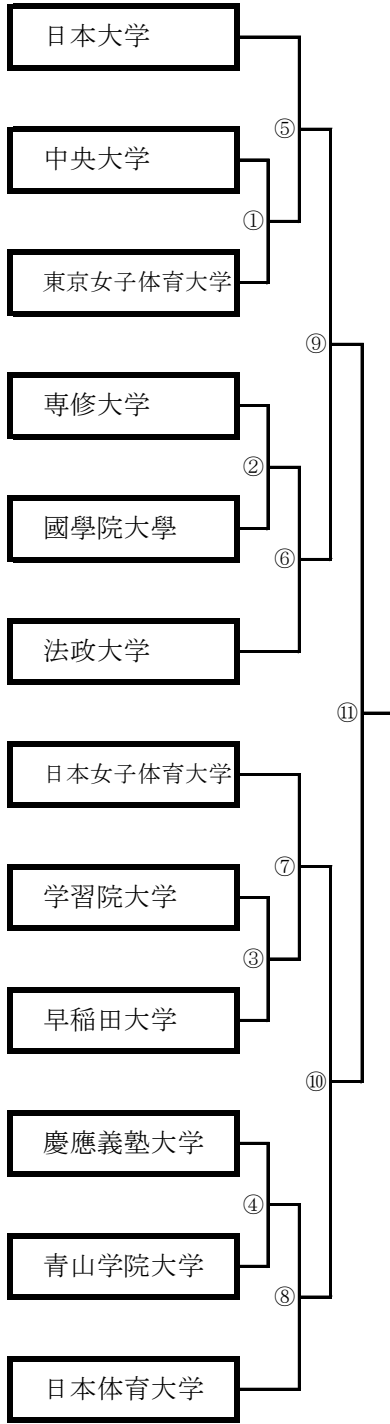 日本大学
⑤
中央大学
①
東京女子体育大学
⑨
専修大学
②
國學院大學
⑥
法政大学
⑪
日本女子体育大学
⑦
学習院大学
③
早稲田大学
⑩
慶應義塾大学
④
青山学院大学
⑧
日本体育大学